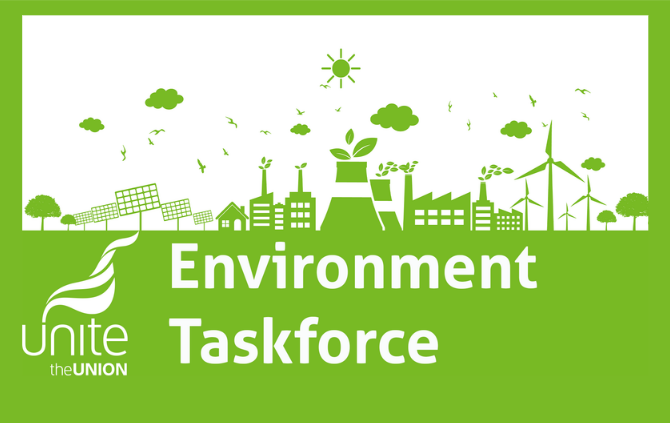 Environment
Taskforce
unite
theUNION